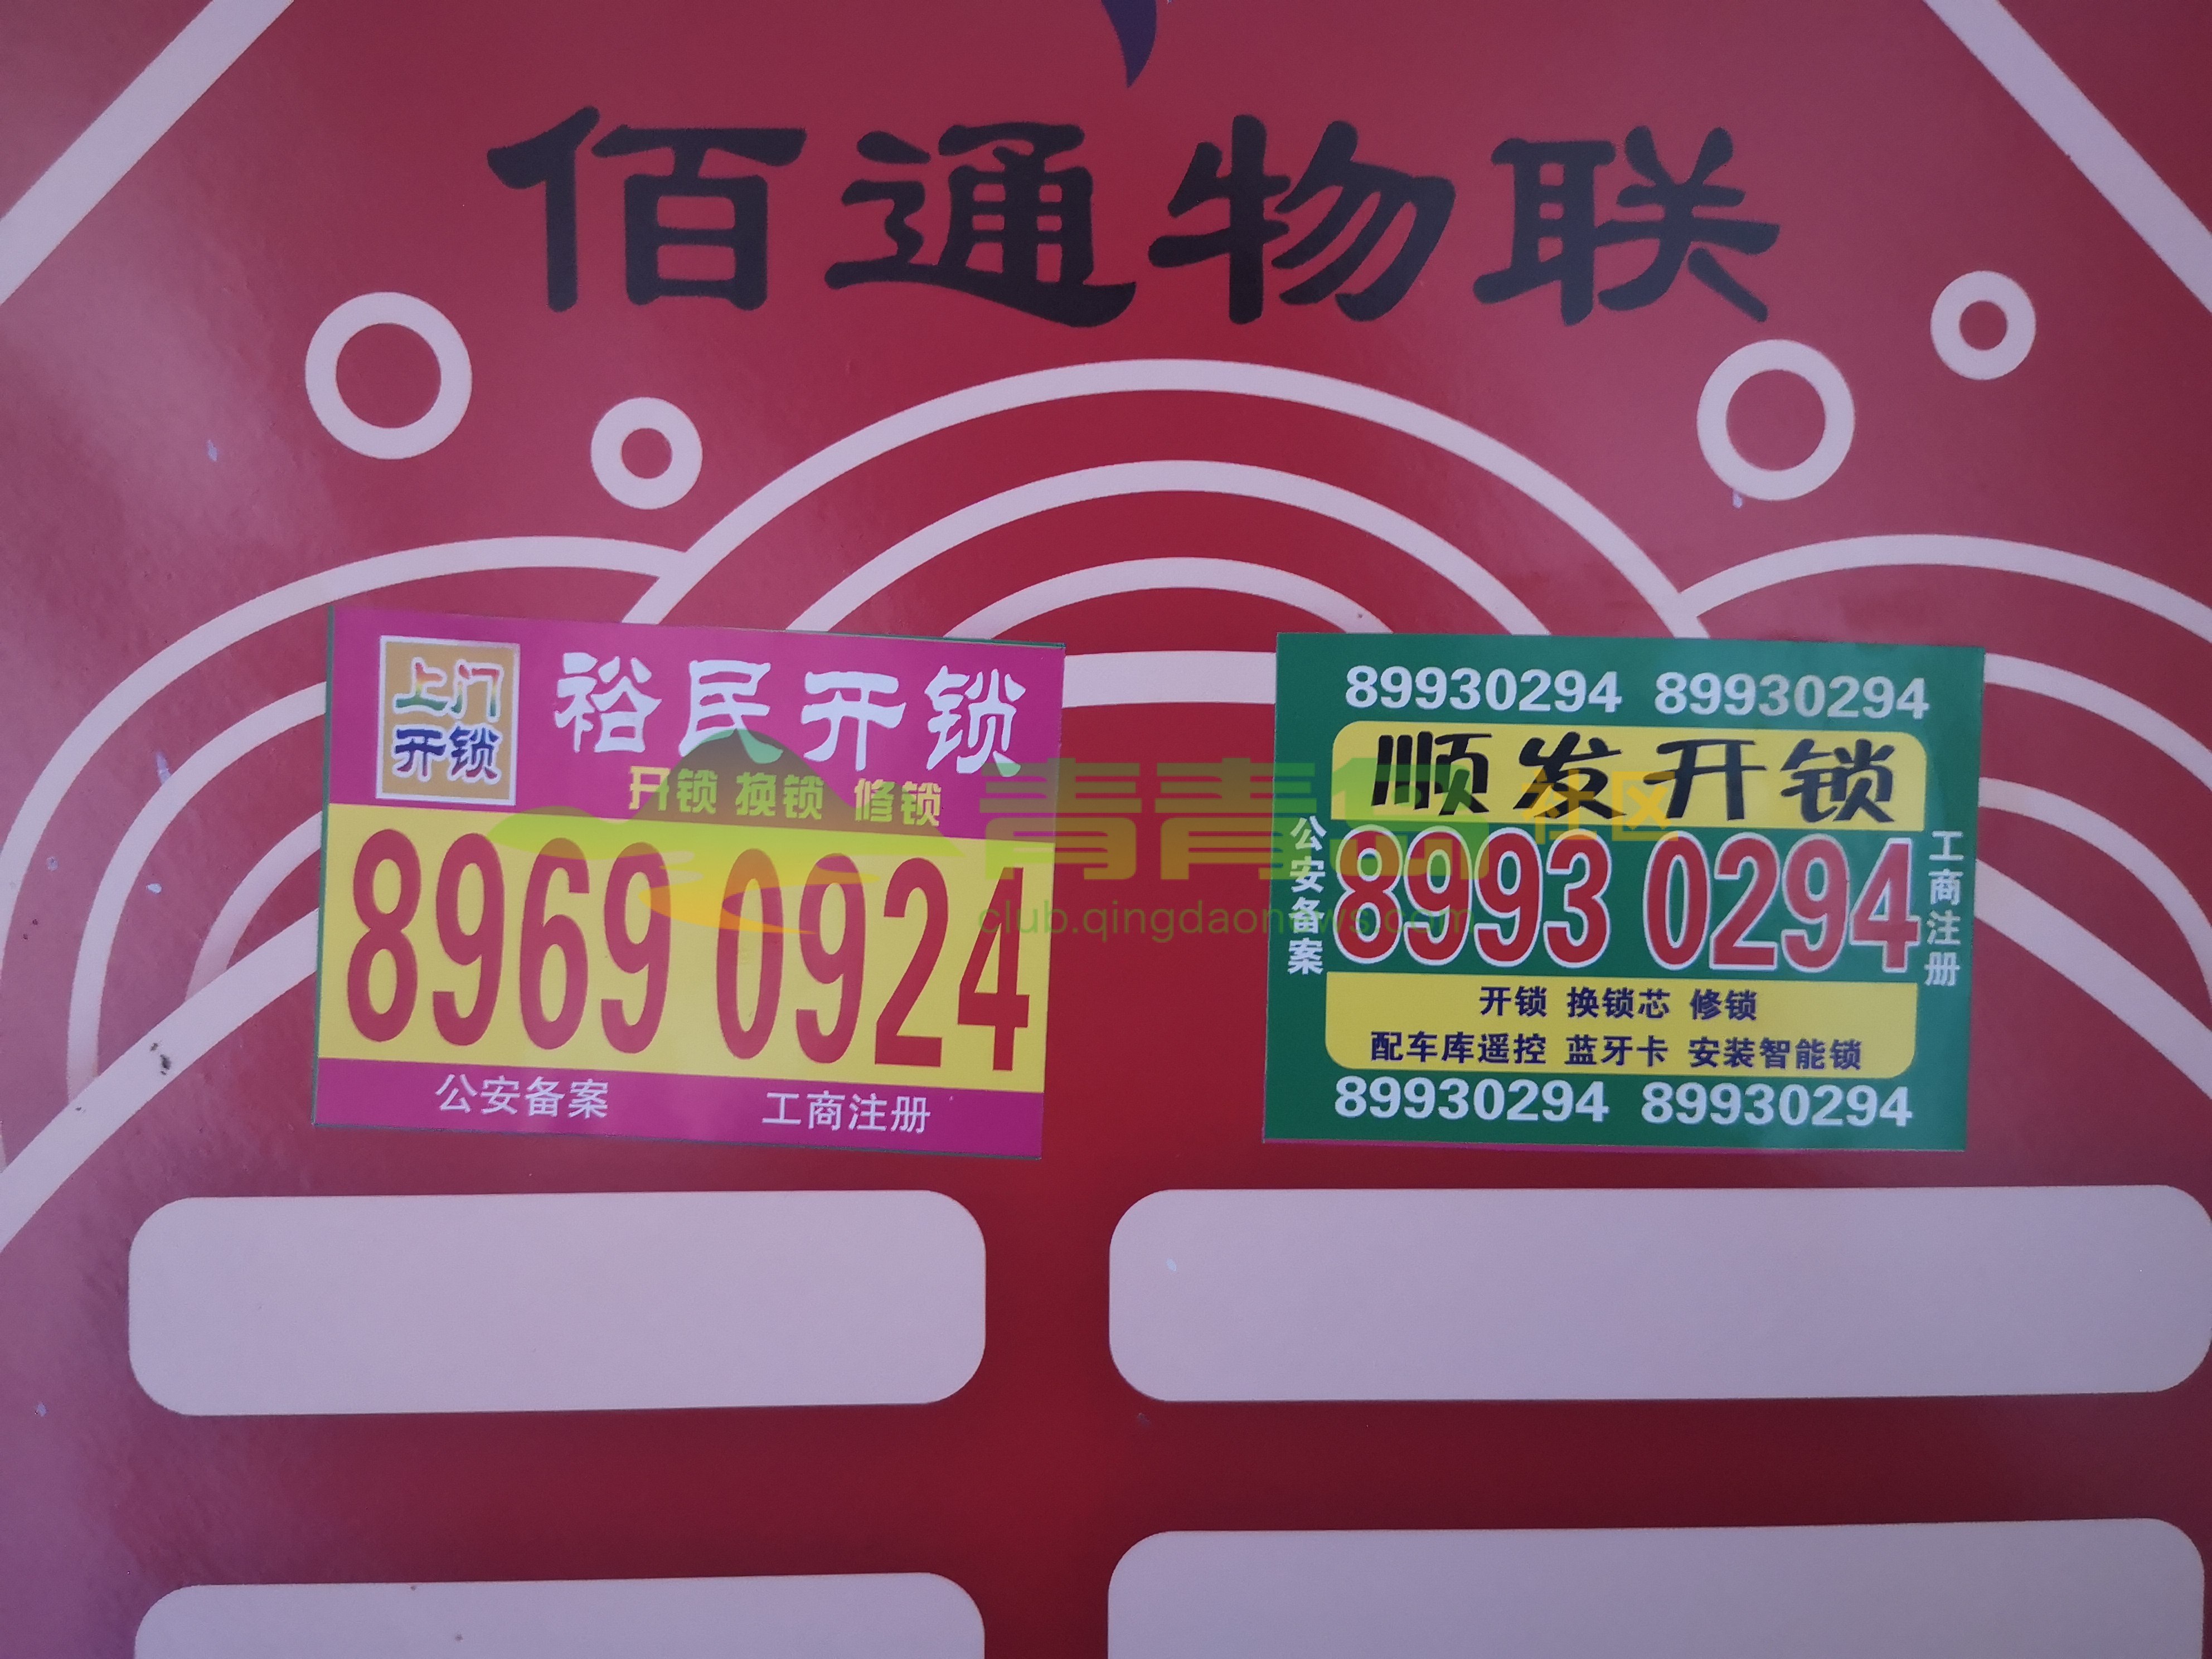 佰通物联
上门
开锁
裕民开锁
开锁 换锁 修锁
8969 0924
公安备案 工商注册
89930294 89930294
顺发开锁
公安备案
8993 0294
工商注册
开锁 换锁芯 修锁
配车库遥控 蓝牙卡 安装智能锁
89930294 89930294
青青岛社区
club.qingdaonews.com